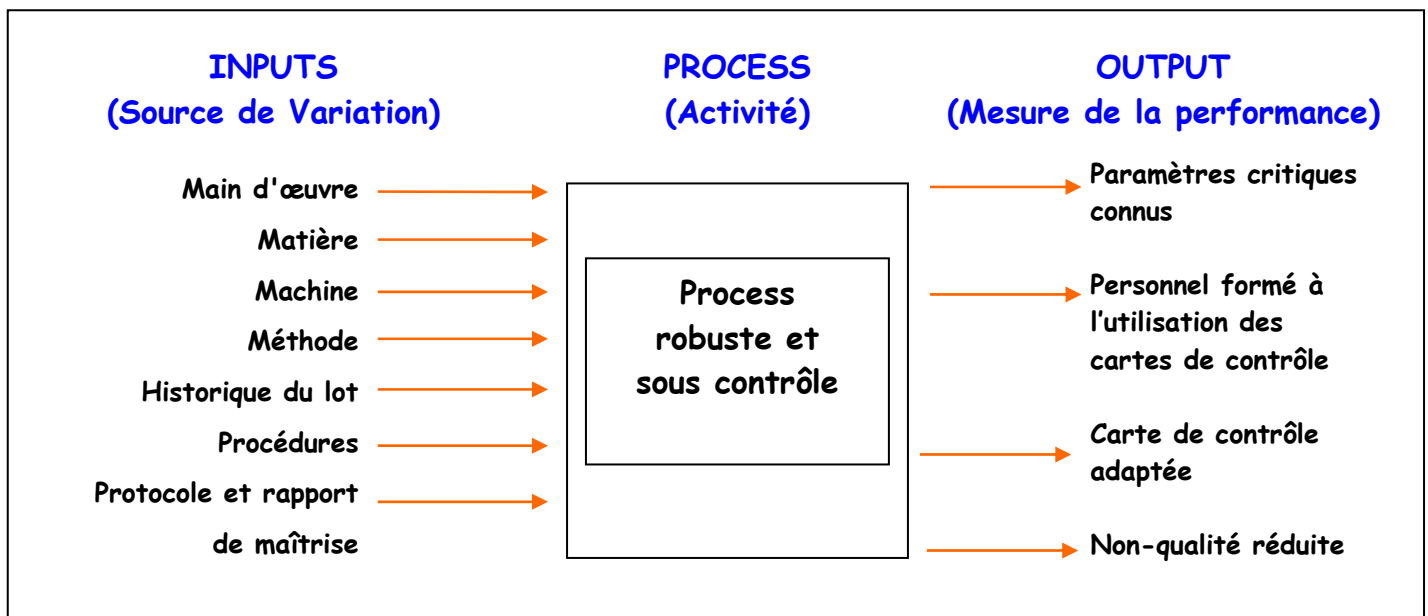 INPUTS
(Source de Variation)
PROCESS
(Activité)
OUTPUT
(Mesure de la performance)
Main d'œuvre
Matière
Machine
Méthode
Historique du lot
Procédures
Protocole et rapport
de maîtrise
Process
robuste et
sous contrôle
Paramètres critiques
connus
Personnel formé à
l’utilisation des
cartes de contrôle
Carte de contrôle
adaptée
Non-qualité réduite